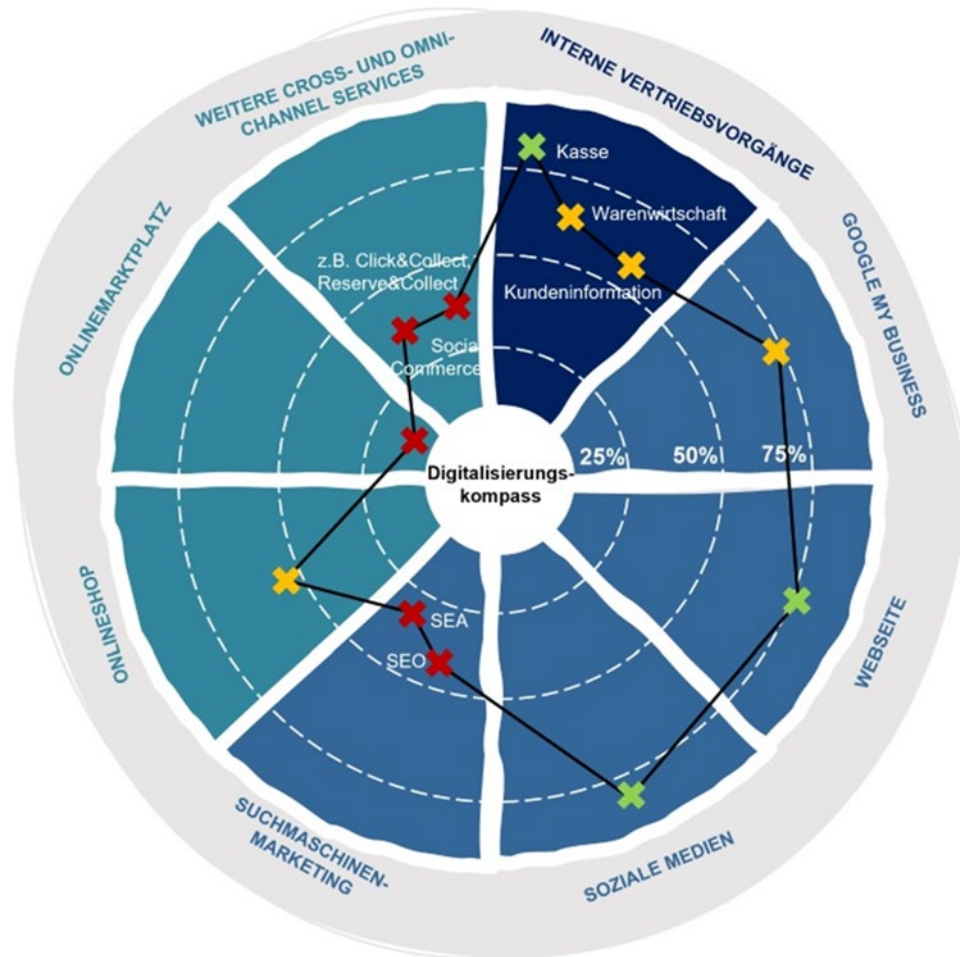 WEITERE CROSS- UND OMNI-
CHANNEL SERVICES
INTERNE VERTRIEBSVORGÄNGE
Kasse
Warenwirtschaft
Kundeninformation
z.B. Click&Collect,
Reserve&Collect
Social
Commerce
ONLINEMARKTPLATZ
GOOGLE MY BUSINESS
25%
50%
75%
Digitalisierungs-
kompass
ONLINESHOP
WEBSEITE
SEA
SEO
SUCHMASCHINEN-
MARKETING
SOZIALE MEDIEN